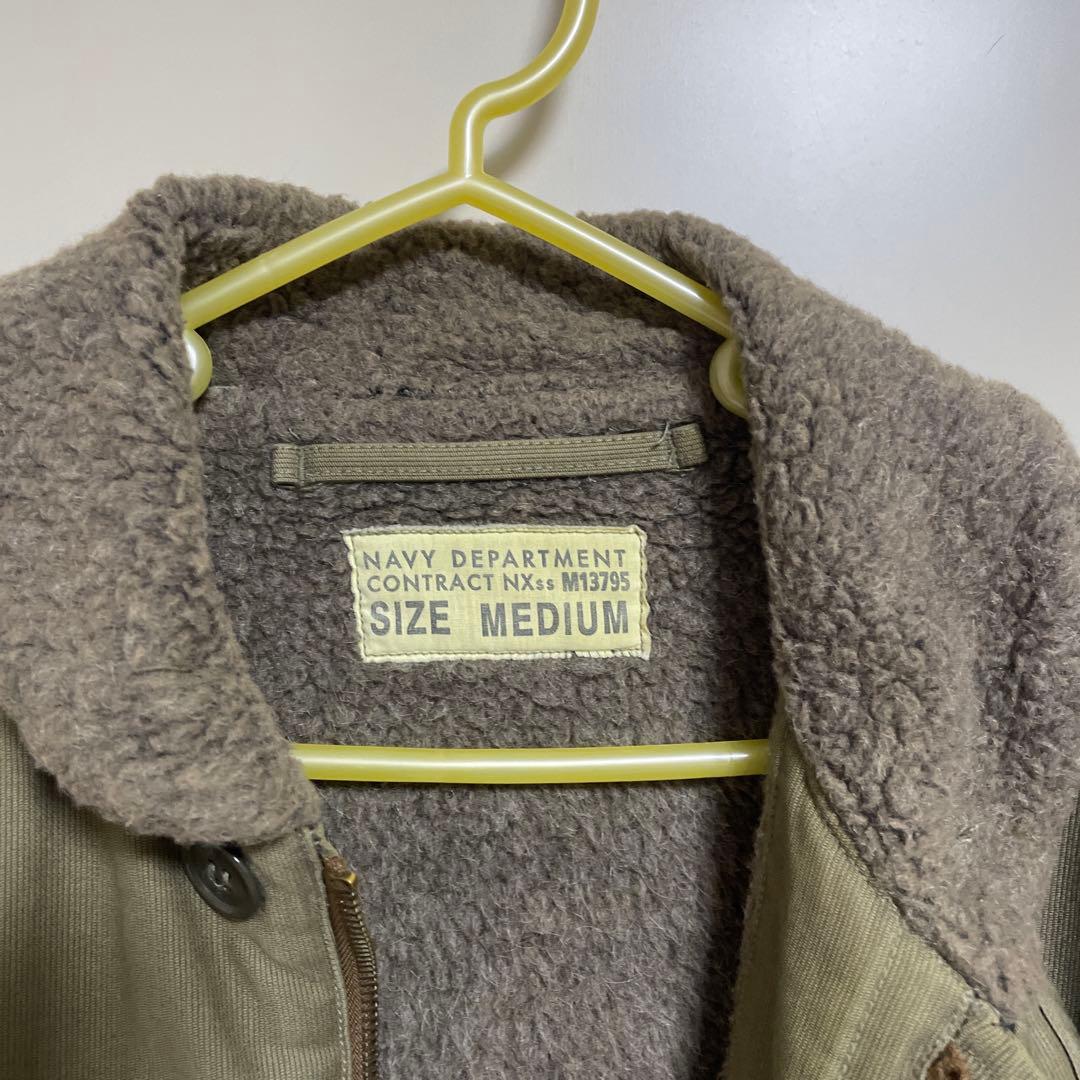 NAVY DEPARTMENT
CONTRACT NXss M13795
SIZE MEDIUM